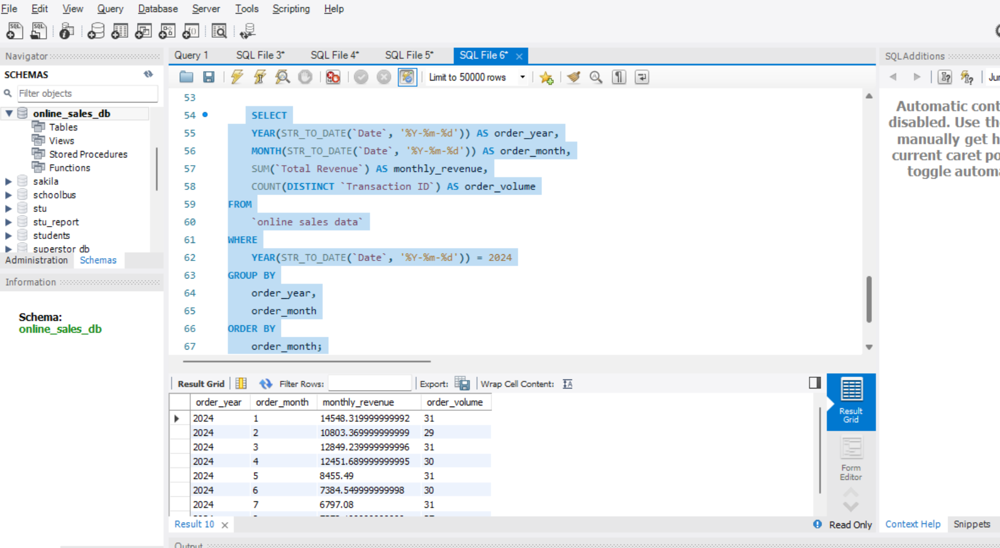 File Edit View Query Database Server Tools Scripting Help
Navigator
SCHEMAS
Filter objects
online_sales_db
Tables
Views
Stored Procedures
Functions
sakila
schoolbus
stu
stu_report
students
superstor_db
Administration Schemas
Information
Schema:
online_sales_db
Query 1 SQL File 3* SQL File 4* SQL File 5* SQL File 6*
Limit to 50000 rows
53
54 SELECT
55 YEAR(STR_TO_DATE(`Date`, '%Y-%m-%d')) AS order_year,
56 MONTH(STR_TO_DATE(`Date`, '%Y-%m-%d')) AS order_month,
57 SUM(`Total Revenue`) AS monthly_revenue,
58 COUNT(DISTINCT `Transaction ID`) AS order_volume
59 FROM
60 `online sales data`
61 WHERE
62 YEAR(STR_TO_DATE(`Date`, '%Y-%m-%d')) = 2024
63 GROUP BY
64 order_year,
65 order_month
66 ORDER BY
67 order_month;
Result Grid Filter Rows: Export: Wrap Cell Content:
order_year order_month monthly_revenue order_volume
2024 1 14548.319999999992 31
2024 2 10803.369999999999 29
2024 3 12849.239999999996 31
2024 4 12451.689999999995 30
2024 5 8455.49 31
2024 6 7384.549999999998 30
2024 7 6797.08 31
Result 10
Read Only
Result
Grid
Form
Editor
Output
SQLAdditions
Jum
Automatic cont
disabled. Use the
manually get h
current caret po
toggle automa
Context Help Snippets